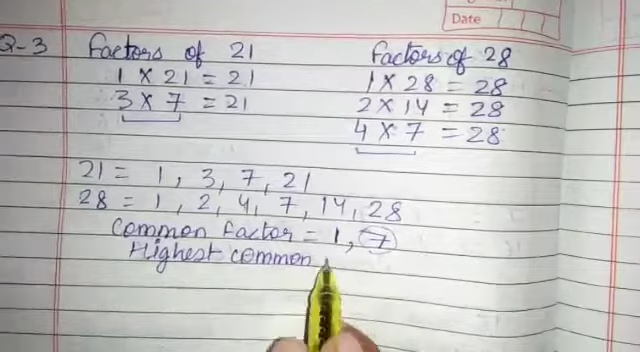 Date
Q-3 Factors of 21 Factors of 28
1 X 21 = 21 1 X 28 = 28
3 X 7 = 21 2 X 14 = 28
4 X 7 = 28
21 = 1, 3, 7, 21
28 = 1, 2, 4, 7, 14, 28
Common factor = 1, 7
Highest common